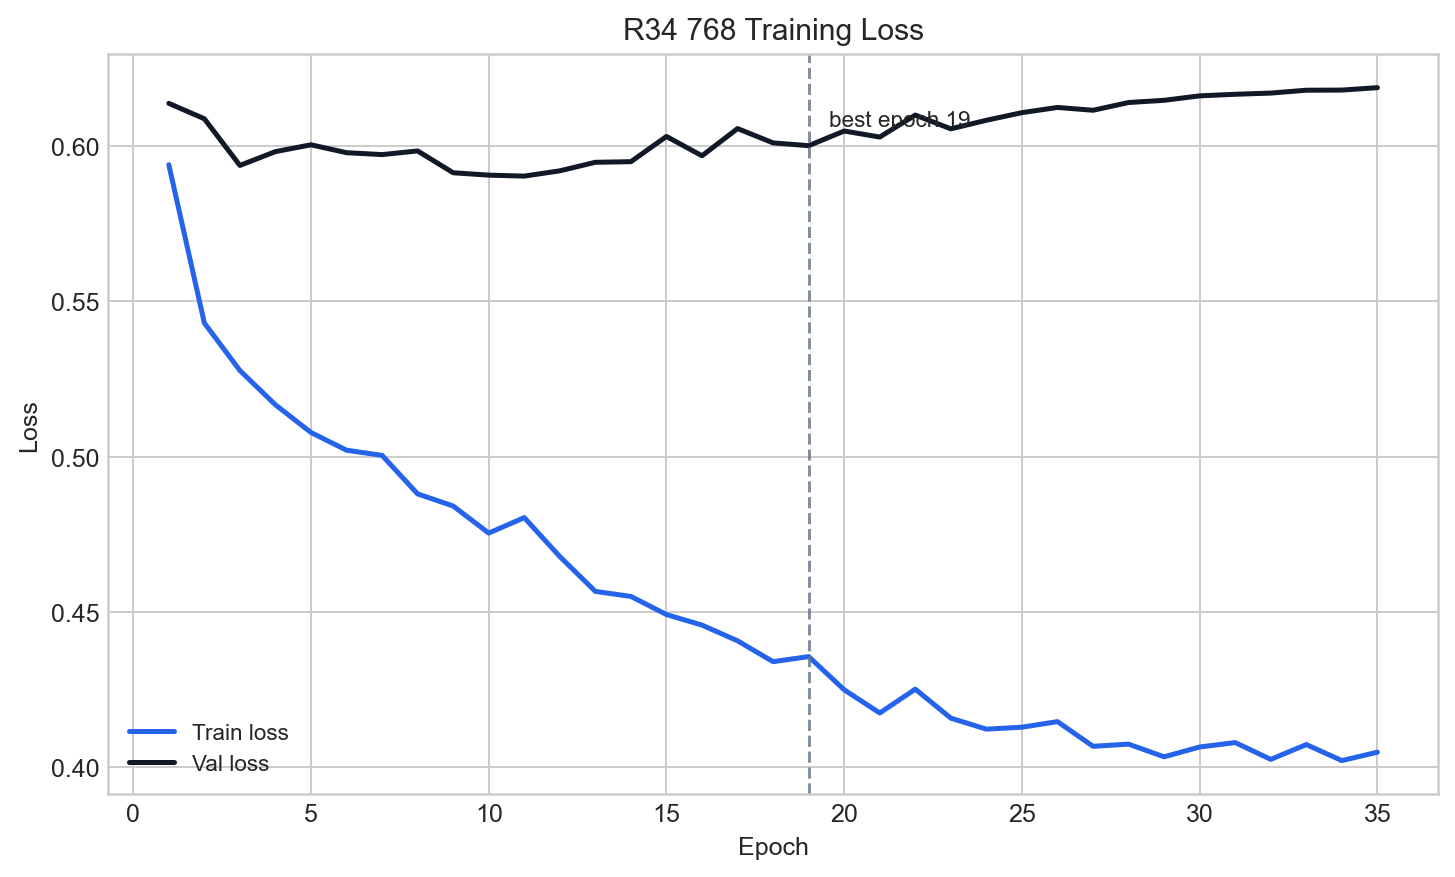 R34 768 Training Loss
best epoch 19
0.60
0.55
0.50
0.45
0.40
Loss
Train loss
Val loss
0 5 10 15 20 25 30 35
Epoch